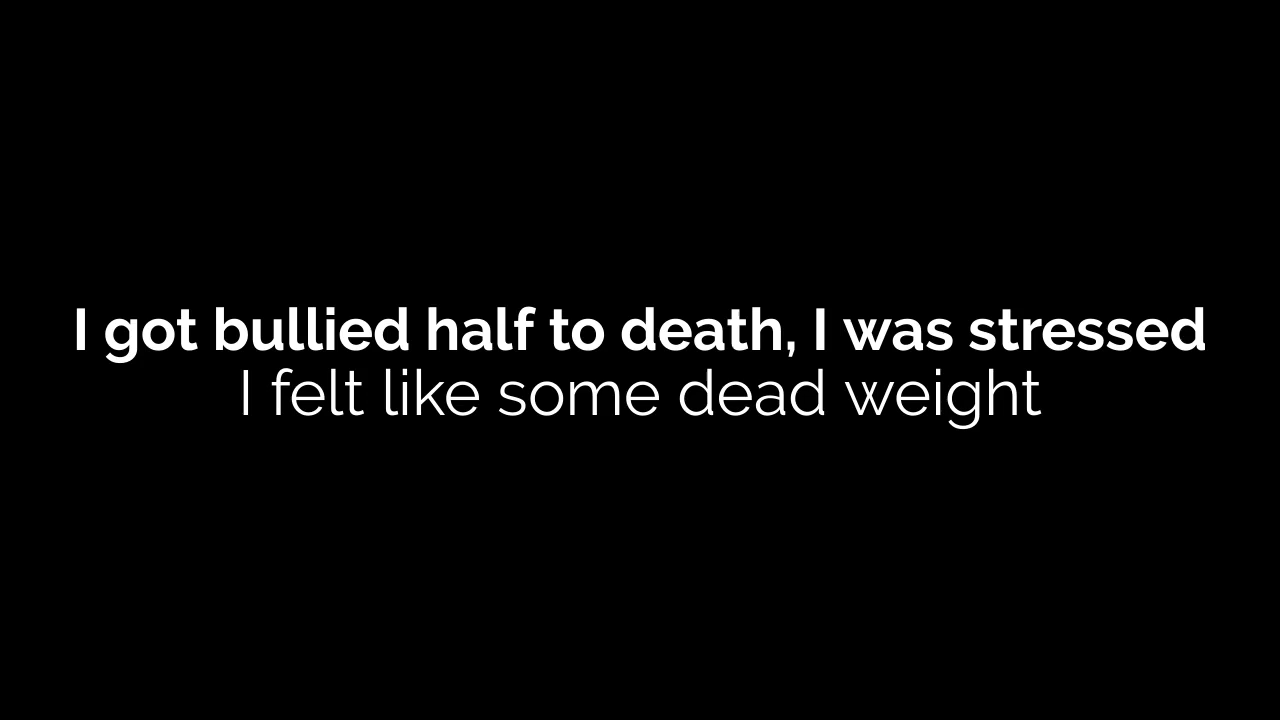 I got bullied half to death, I was stressed
I felt like some dead weight